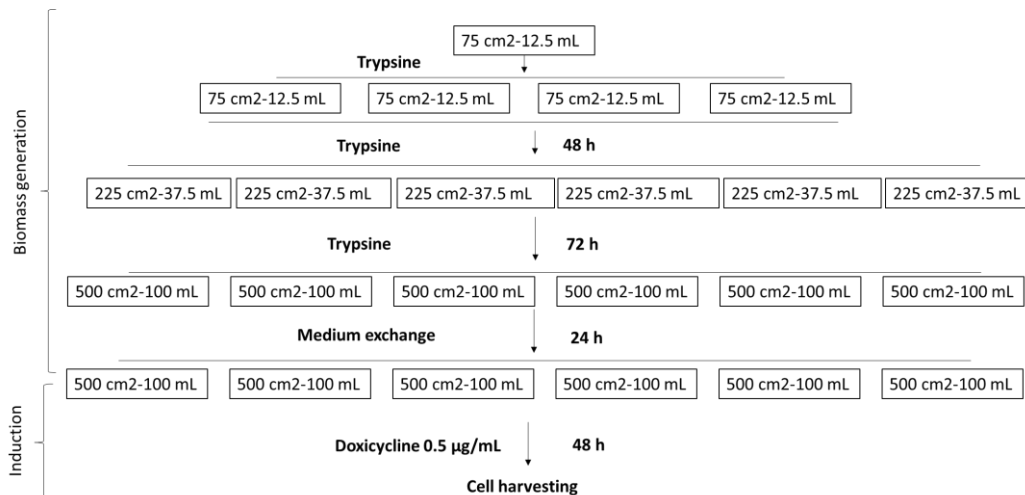 75 cm2-12.5 mL
Trypsine
75 cm2-12.5 mL 75 cm2-12.5 mL 75 cm2-12.5 mL 75 cm2-12.5 mL
Trypsine 48 h
225 cm2-37.5 mL 225 cm2-37.5 mL 225 cm2-37.5 mL 225 cm2-37.5 mL 225 cm2-37.5 mL 225 cm2-37.5 mL
Trypsine 72 h
500 cm2-100 mL 500 cm2-100 mL 500 cm2-100 mL 500 cm2-100 mL 500 cm2-100 mL 500 cm2-100 mL
Medium exchange 24 h
500 cm2-100 mL 500 cm2-100 mL 500 cm2-100 mL 500 cm2-100 mL 500 cm2-100 mL 500 cm2-100 mL
Doxicycline 0.5 µg/mL 48 h
Cell harvesting
Biomass generation
Induction